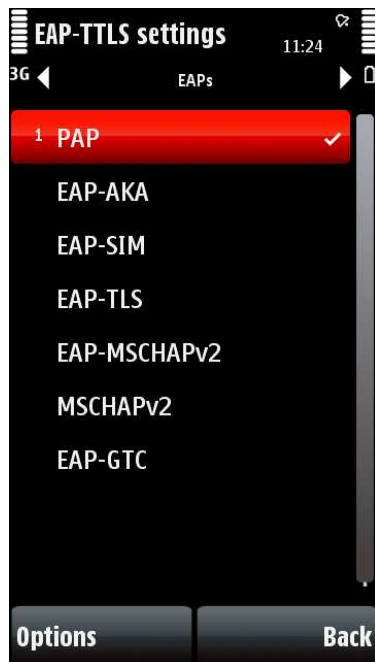 EAP-TTLS settings
11:24
3G
EAPs
1 PAP
EAP-AKA
EAP-SIM
EAP-TLS
EAP-MSCHAPv2
MSCHAPv2
EAP-GTC
Options Back